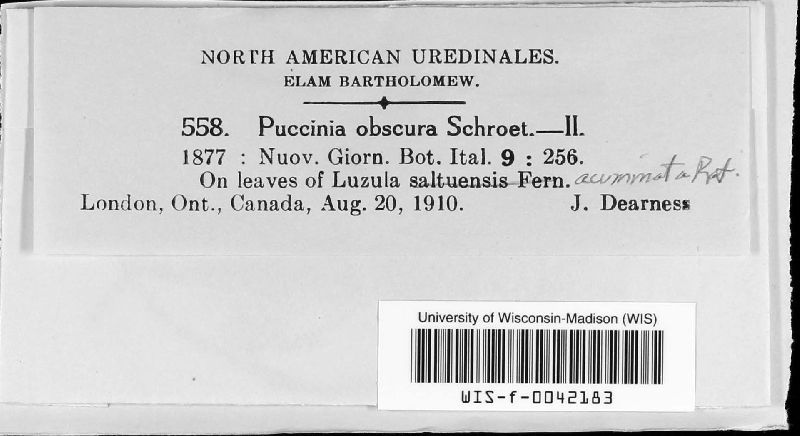 NORTH AMERICAN UREDINALES.
ELAM BARTHOLOMEW.
558. Puccinia obscura Schroet.—II.
1877 : Nuov. Giorn. Bot. Ital. 9 : 256.
On leaves of Luzula saltuensis Fern. acuminata Raf.
London, Ont., Canada, Aug. 20, 1910. J. Dearness
University of Wisconsin-Madison (WIS)
WIS-f-0042183